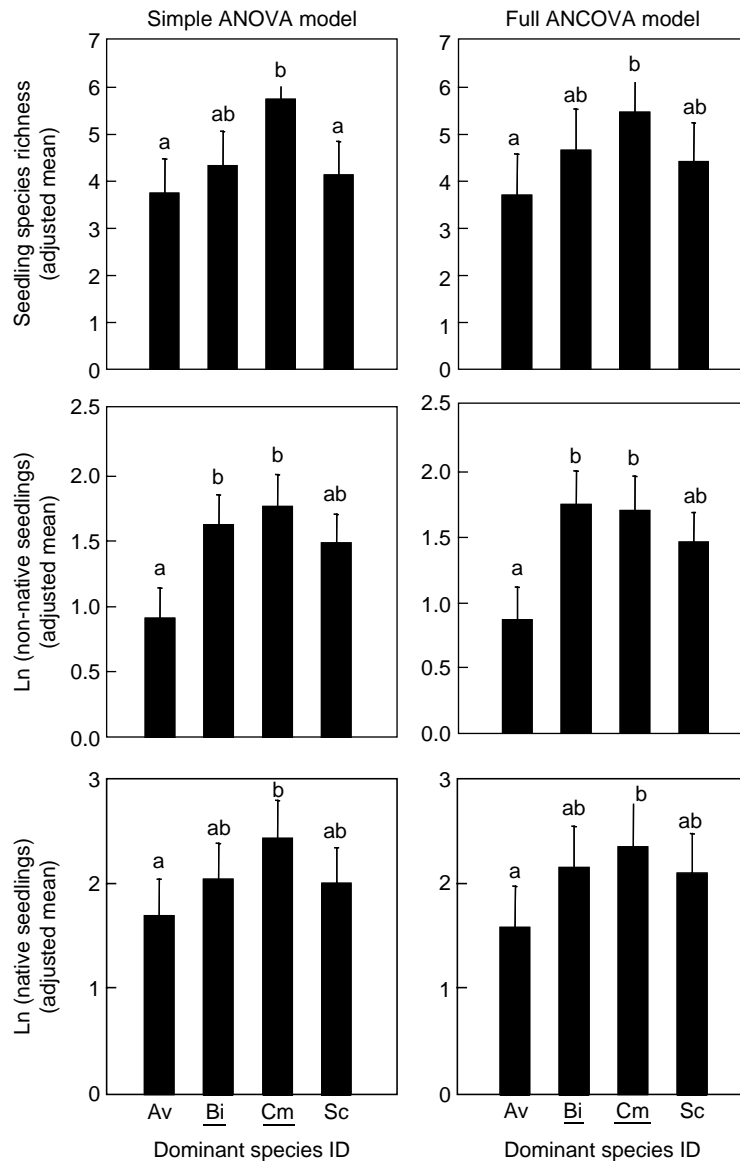 Simple ANOVA model
Full ANCOVA model
Seedling species richness
(adjusted mean)
7
6
5
4
3
2
1
0
a
ab
b
a
7
6
5
4
3
2
1
0
a
ab
b
ab
Ln (non-native seedlings)
(adjusted mean)
2.5
2.0
1.5
1.0
0.5
0.0
a
b
b
ab
2.5
2.0
1.5
1.0
0.5
0.0
a
b
b
ab
Ln (native seedlings)
(adjusted mean)
3
2
1
0
a
ab
b
ab
3
2
1
0
a
ab
b
ab
Av Bi Cm Sc
Av Bi Cm Sc
Dominant species ID
Dominant species ID